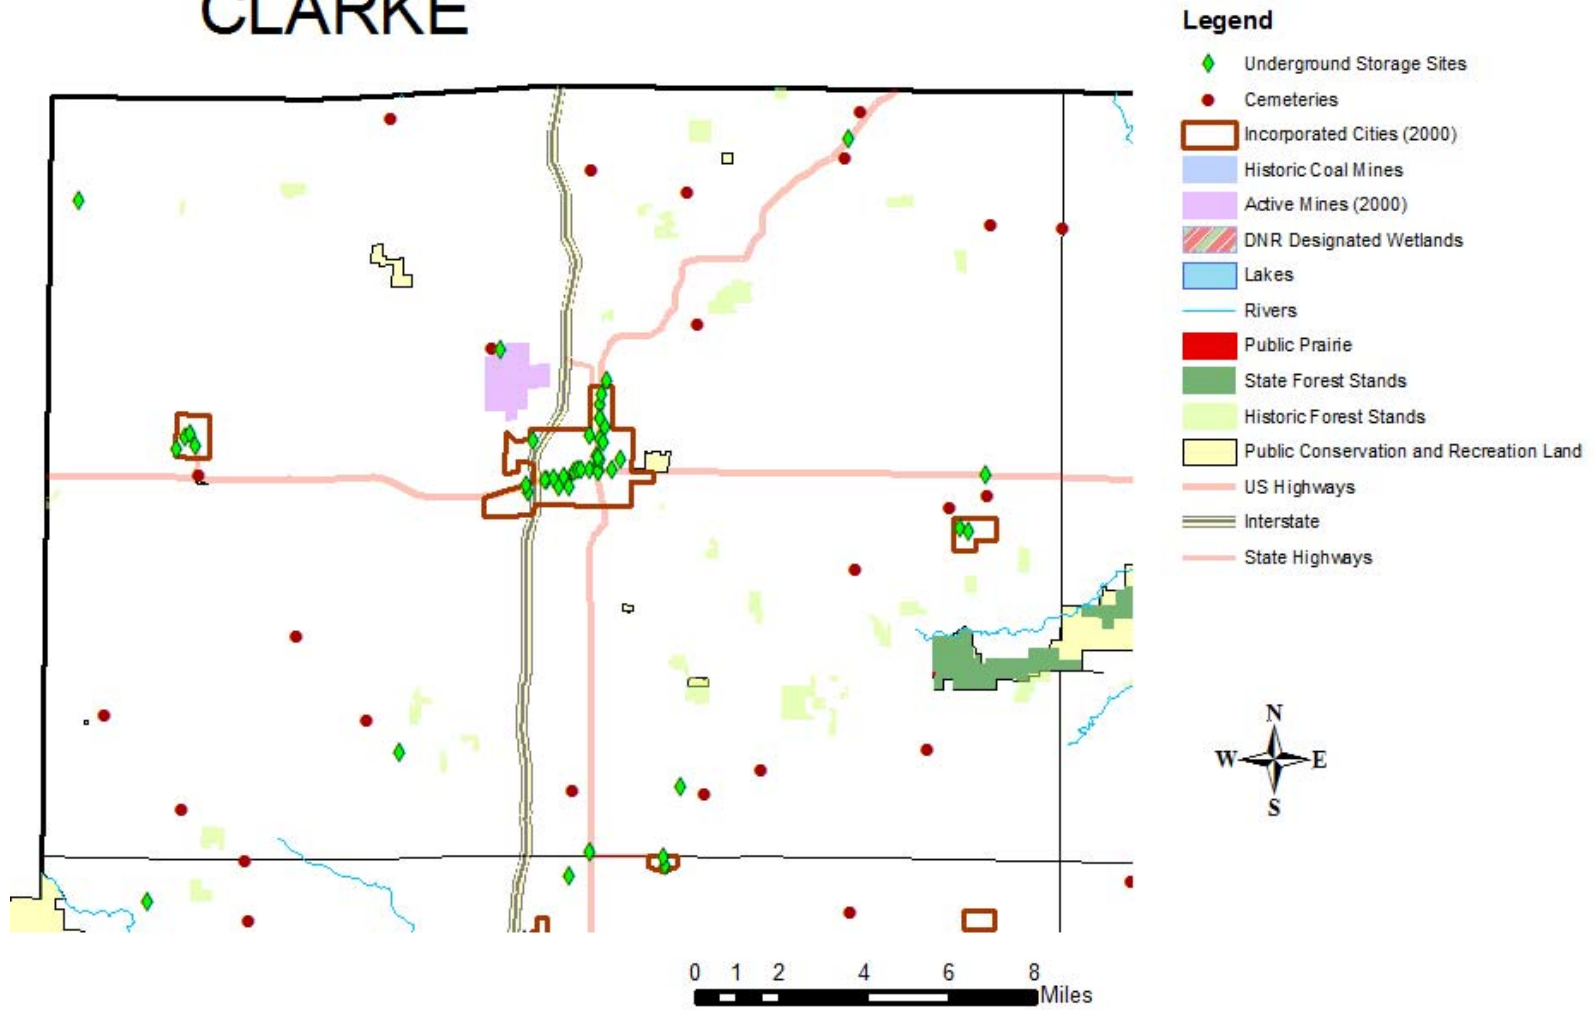 CLARKE
Legend
Underground Storage Sites
Cemeteries
Incorporated Cities (2000)
Historic Coal Mines
Active Mines (2000)
DNR Designated Wetlands
Lakes
Rivers
Public Prairie
State Forest Stands
Historic Forest Stands
Public Conservation and Recreation Land
US Highways
Interstate
State Highways
N
W E
S
0 1 2 4 6 8
Miles